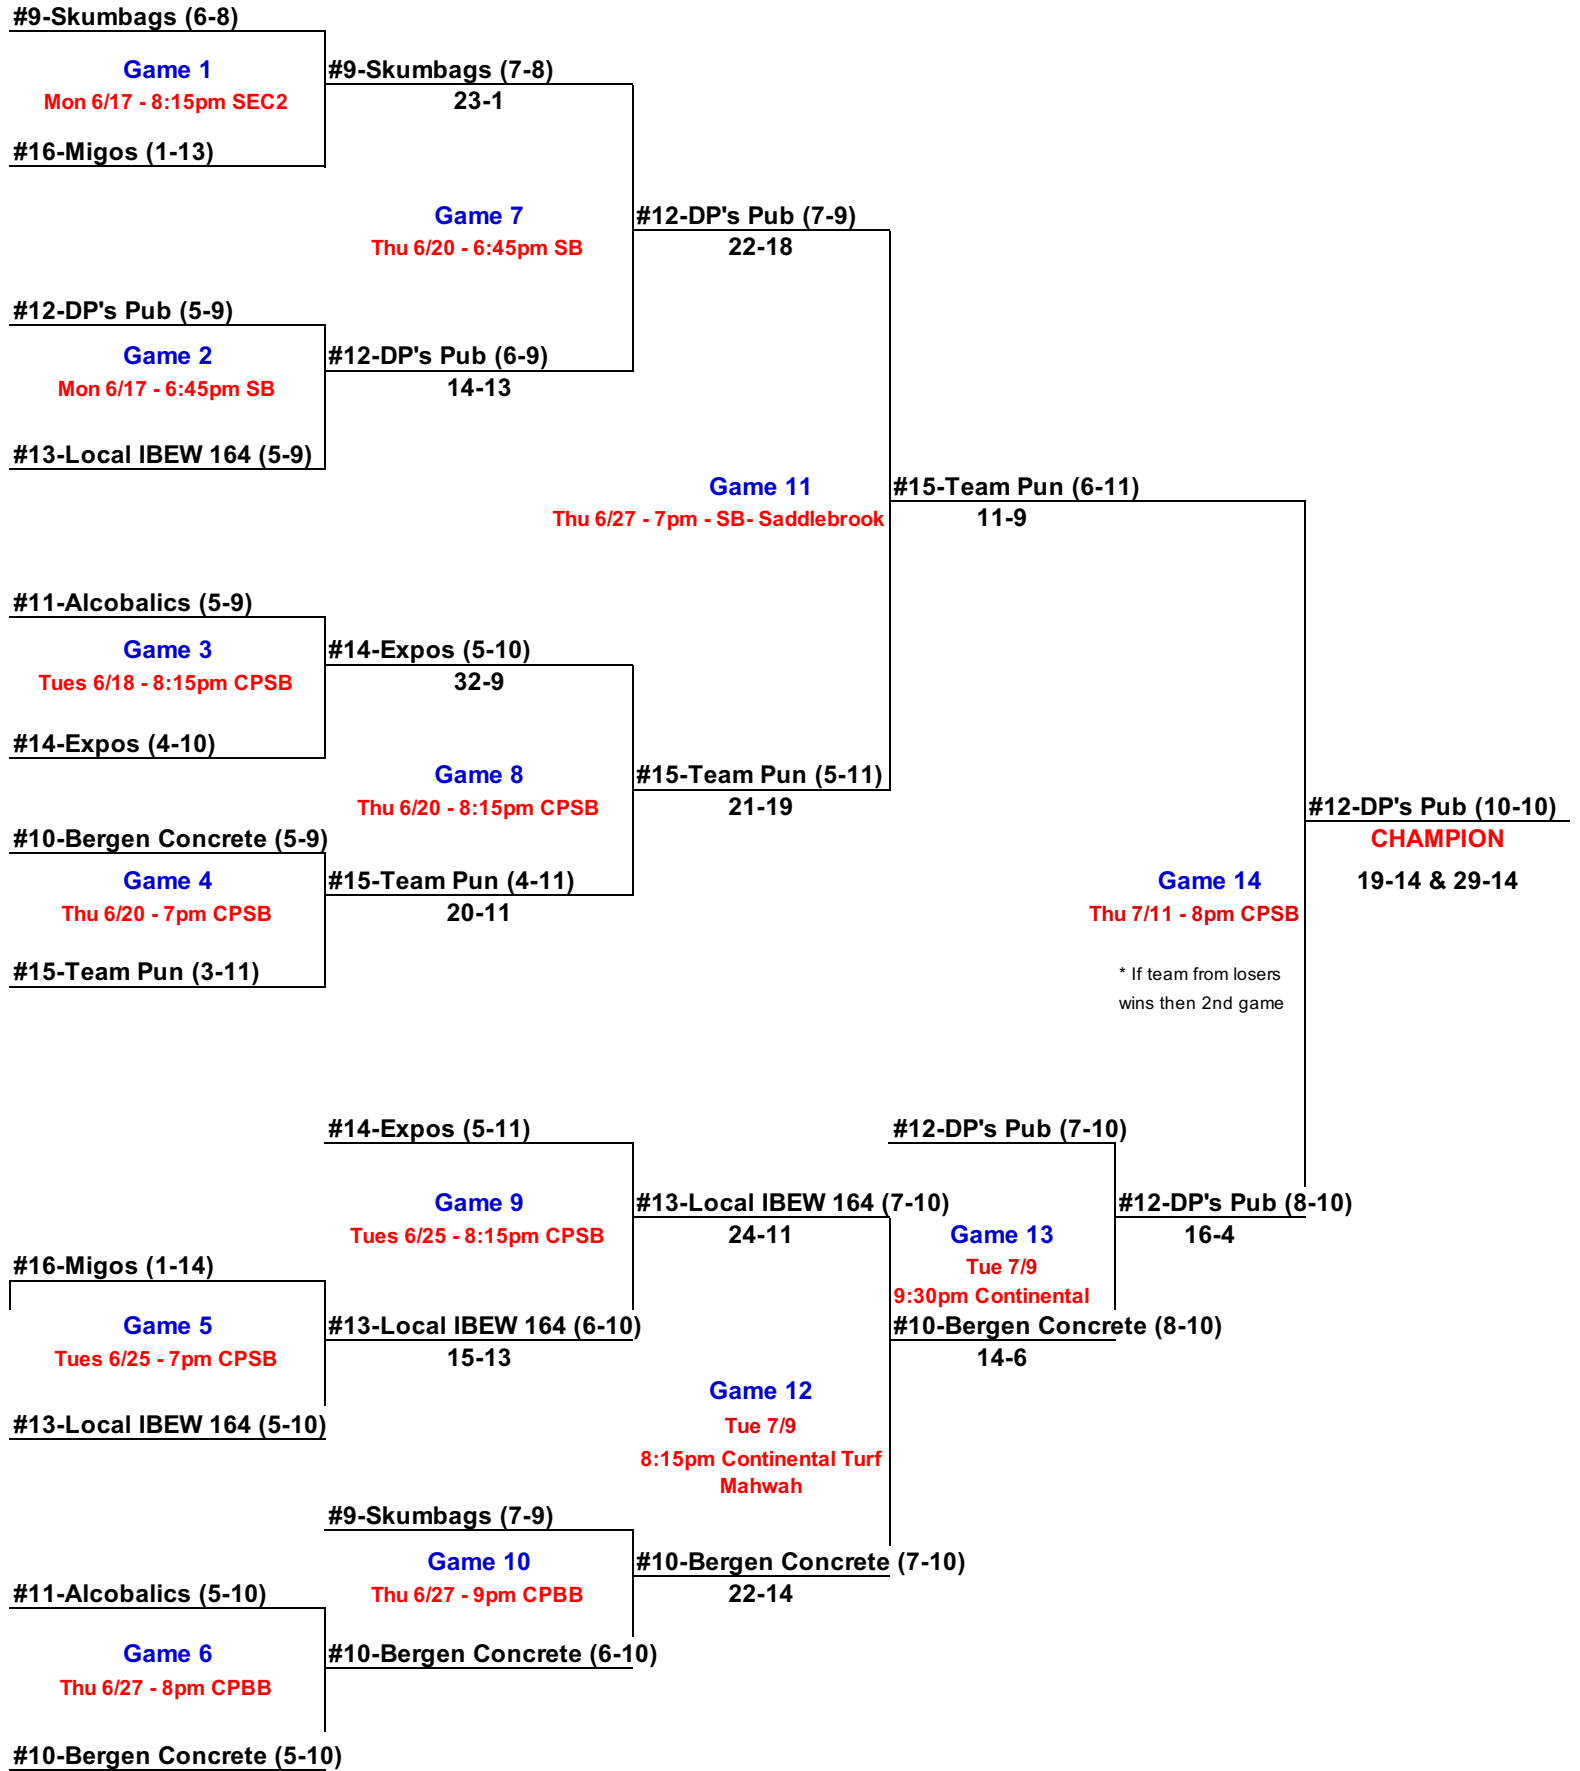 #9-Skumbags (6-8)
Game 1
Mon 6/17 - 8:15pm SEC2
#16-Migos (1-13)
#9-Skumbags (7-8)
23-1
Game 7
Thu 6/20 - 6:45pm SB
#12-DP's Pub (7-9)
22-18
#12-DP's Pub (5-9)
Game 2
Mon 6/17 - 6:45pm SB
#13-Local IBEW 164 (5-9)
#12-DP's Pub (6-9)
14-13
Game 11
Thu 6/27 - 7pm - SB- Saddlebrook
#15-Team Pun (6-11)
11-9
#11-Alcobalics (5-9)
Game 3
Tues 6/18 - 8:15pm CPSB
#14-Expos (4-10)
#14-Expos (5-10)
32-9
Game 8
Thu 6/20 - 8:15pm CPSB
#15-Team Pun (5-11)
21-19
#10-Bergen Concrete (5-9)
Game 4
Thu 6/20 - 7pm CPSB
#15-Team Pun (3-11)
#15-Team Pun (4-11)
20-11
Game 14
Thu 7/11 - 8pm CPSB
* If team from losers
wins then 2nd game
#12-DP's Pub (10-10)
CHAMPION
19-14 & 29-14
#14-Expos (5-11)
Game 9
Tues 6/25 - 8:15pm CPSB
#13-Local IBEW 164 (7-10)
24-11
#12-DP's Pub (7-10)
Game 13
Tue 7/9
9:30pm Continental
#12-DP's Pub (8-10)
16-4
#16-Migos (1-14)
Game 5
Tues 6/25 - 7pm CPSB
#13-Local IBEW 164 (5-10)
#13-Local IBEW 164 (6-10)
15-13
#10-Bergen Concrete (8-10)
14-6
Game 12
Tue 7/9
8:15pm Continental Turf
Mahwah
#9-Skumbags (7-9)
Game 10
Thu 6/27 - 9pm CPBB
#10-Bergen Concrete (7-10)
22-14
#11-Alcobalics (5-10)
Game 6
Thu 6/27 - 8pm CPBB
#10-Bergen Concrete (5-10)
#10-Bergen Concrete (6-10)